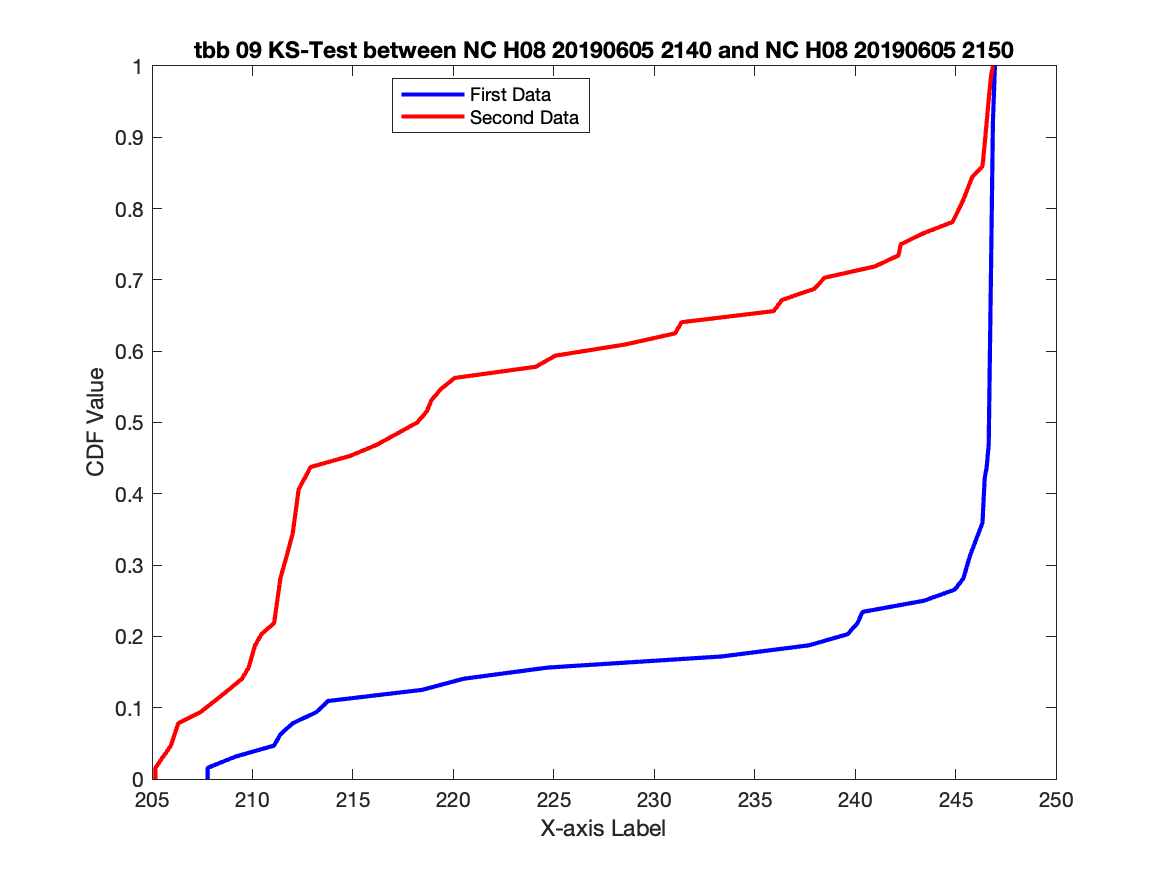 tbb 09 KS-Test between NC H08 20190605 2140 and NC H08 20190605 2150
First Data
Second Data
CDF Value
1
0.9
0.8
0.7
0.6
0.5
0.4
0.3
0.2
0.1
0
205 210 215 220 225 230 235 240 245 250
X-axis Label